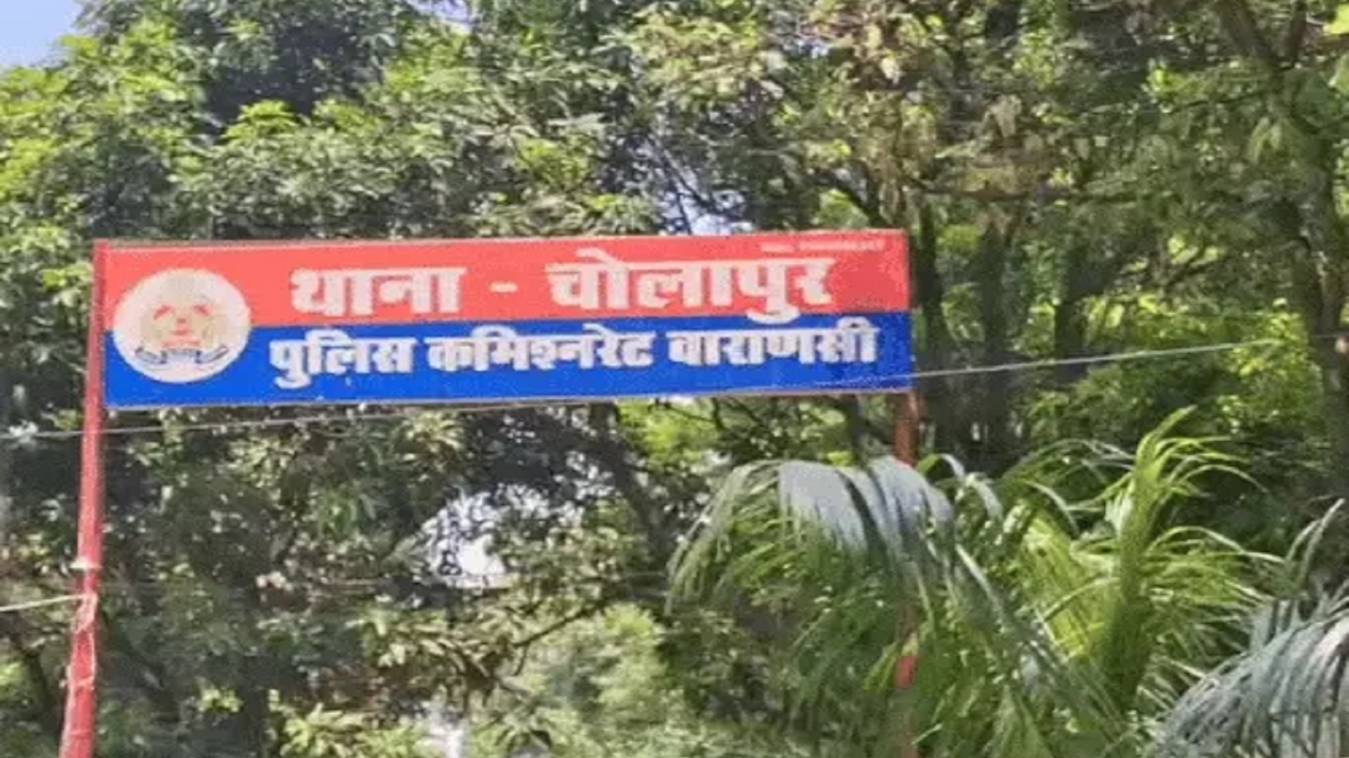 थाना - चोलापुर
पुलिस कमिश्नरेट वाराणसी